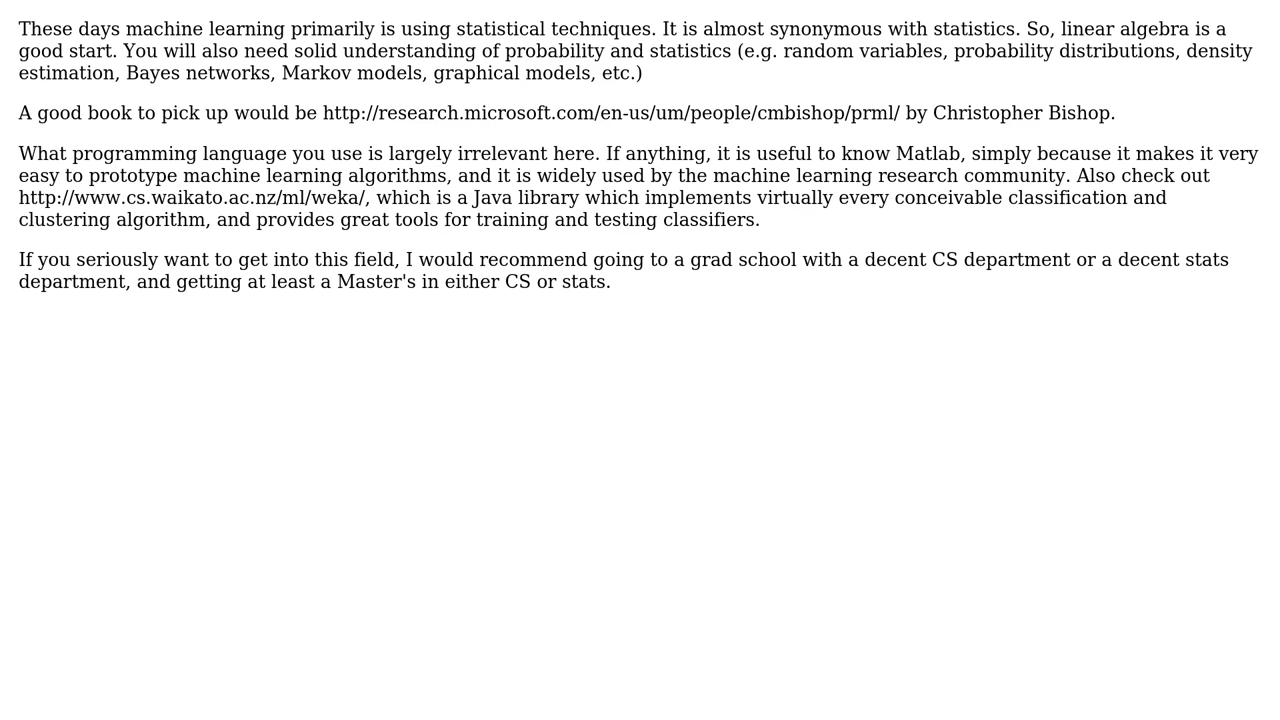 These days machine learning primarily is using statistical techniques. It is almost synonymous with statistics. So, linear algebra is a
good start. You will also need solid understanding of probability and statistics (e.g. random variables, probability distributions, density
estimation, Bayes networks, Markov models, graphical models, etc.)
A good book to pick up would be http://research.microsoft.com/en-us/um/people/cmbishop/prml/ by Christopher Bishop.
What programming language you use is largely irrelevant here. If anything, it is useful to know Matlab, simply because it makes it very
easy to prototype machine learning algorithms, and it is widely used by the machine learning research community. Also check out
http://www.cs.waikato.ac.nz/ml/weka/, which is a Java library which implements virtually every conceivable classification and
clustering algorithm, and provides great tools for training and testing classifiers.
If you seriously want to get into this field, I would recommend going to a grad school with a decent CS department or a decent stats
department, and getting at least a Master's in either CS or stats.